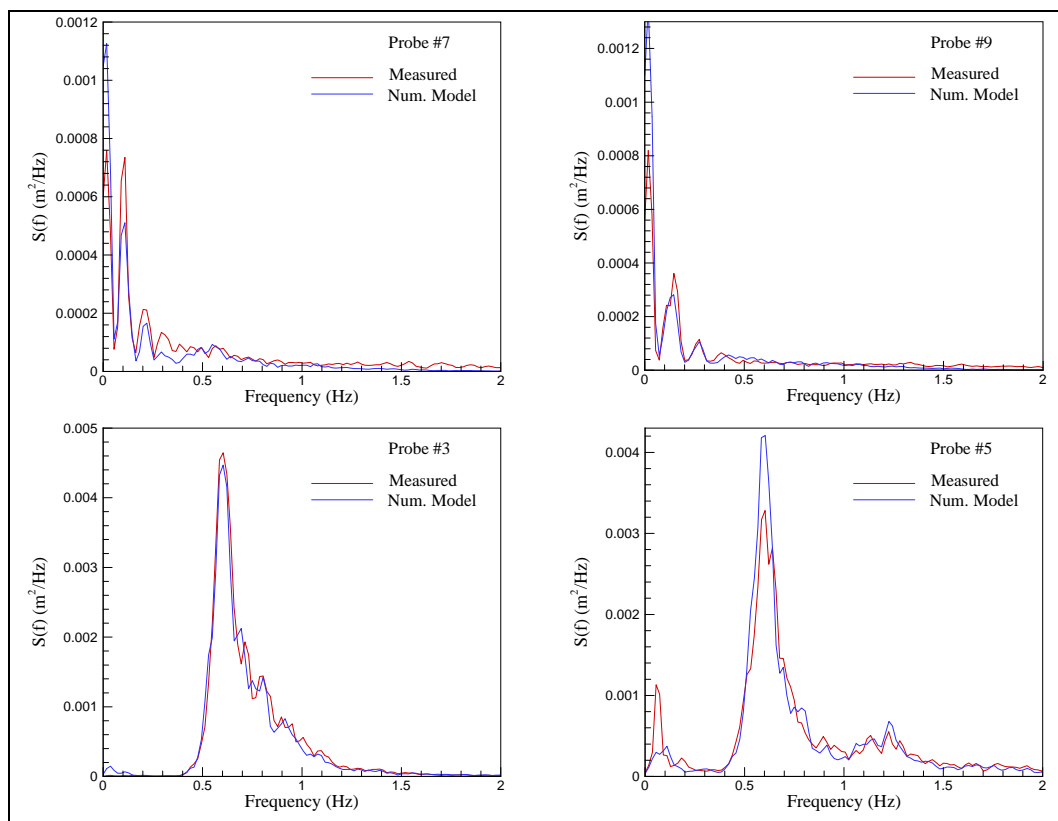 Probe #7
Measured
Num. Model
0.0012
0.001
0.0008
0.0006
0.0004
0.0002
0
S(f) (m²/Hz)
0 0.5 1 1.5 2
Frequency (Hz)
Probe #9
Measured
Num. Model
0.0012
0.001
0.0008
0.0006
0.0004
0.0002
0
S(f) (m²/Hz)
0 0.5 1 1.5 2
Frequency (Hz)
Probe #3
Measured
Num. Model
0.005
0.004
0.003
0.002
0.001
0
S(f) (m²/Hz)
0 0.5 1 1.5 2
Frequency (Hz)
Probe #5
Measured
Num. Model
0.004
0.003
0.002
0.001
0
S(f) (m²/Hz)
0 0.5 1 1.5 2
Frequency (Hz)